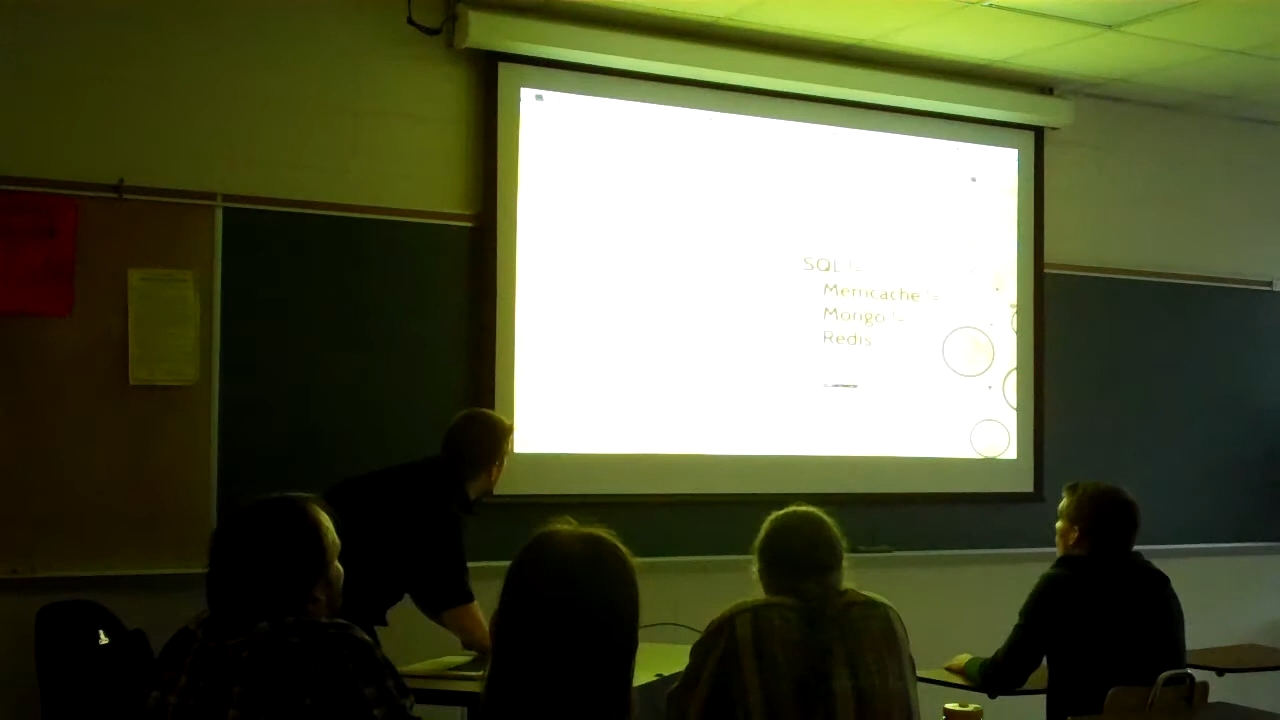 SQL !=
Memcache !=
Mongo !=
Redis